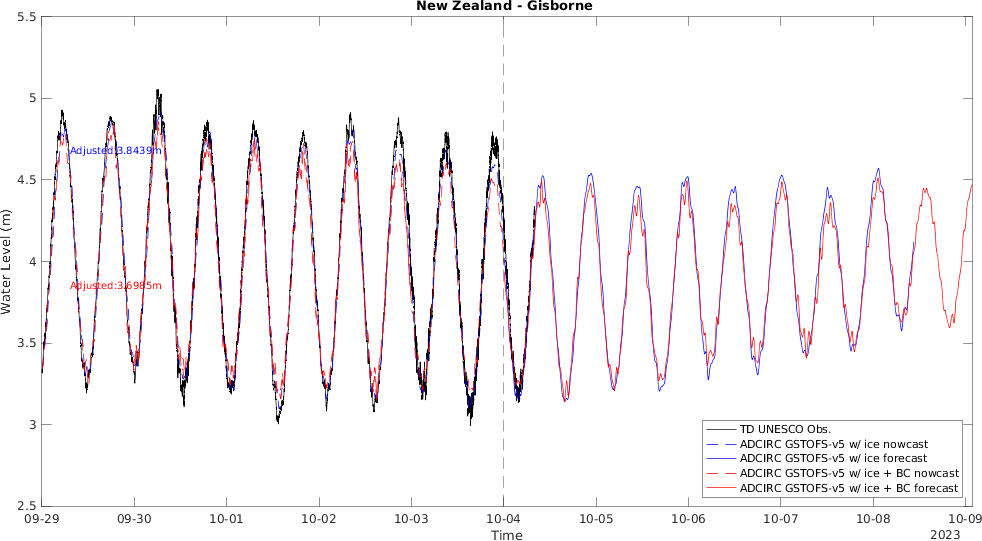 New Zealand - Gisborne
5.5
5
4.5
4
3.5
3
2.5
Water Level (m)
Adjusted:3.8439m
Adjusted:3.6985m
TD UNESCO Obs.
ADCIRC GSTOFS-v5 w/ ice nowcast
ADCIRC GSTOFS-v5 w/ ice forecast
ADCIRC GSTOFS-v5 w/ ice + BC nowcast
ADCIRC GSTOFS-v5 w/ ice + BC forecast
09-29 09-30 10-01 10-02 10-03 10-04 10-05 10-06 10-07 10-08 10-09
Time
2023